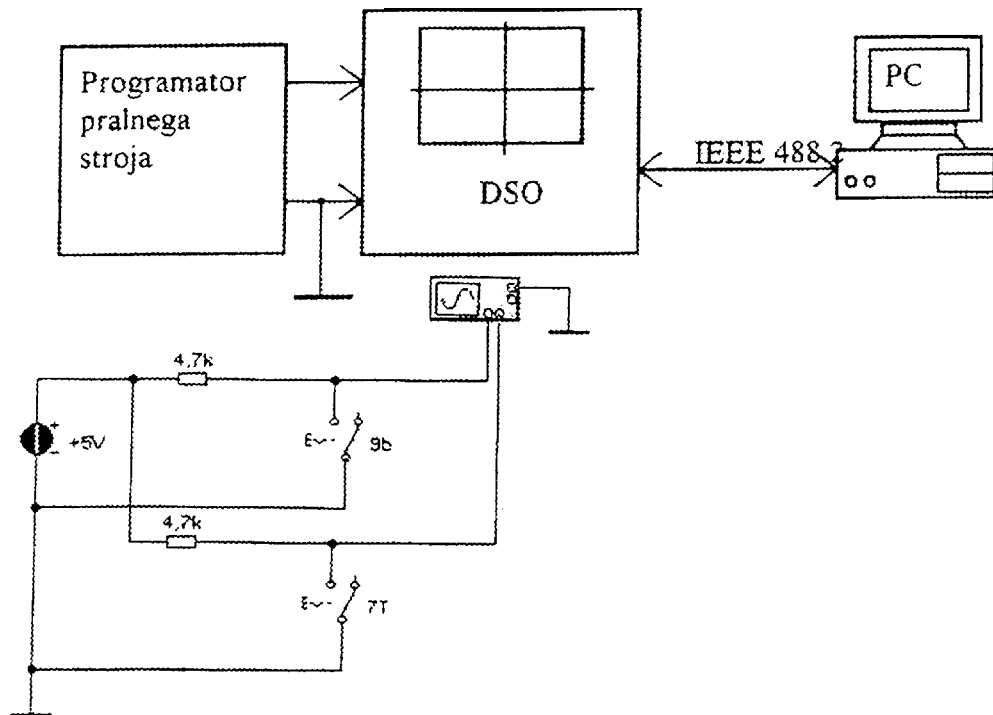 Programator
pralnega
stroja
DSO
IEEE 488.2
PC
4,7k
+
+5V
-
E~-
9b
4,7k
E~-
7T